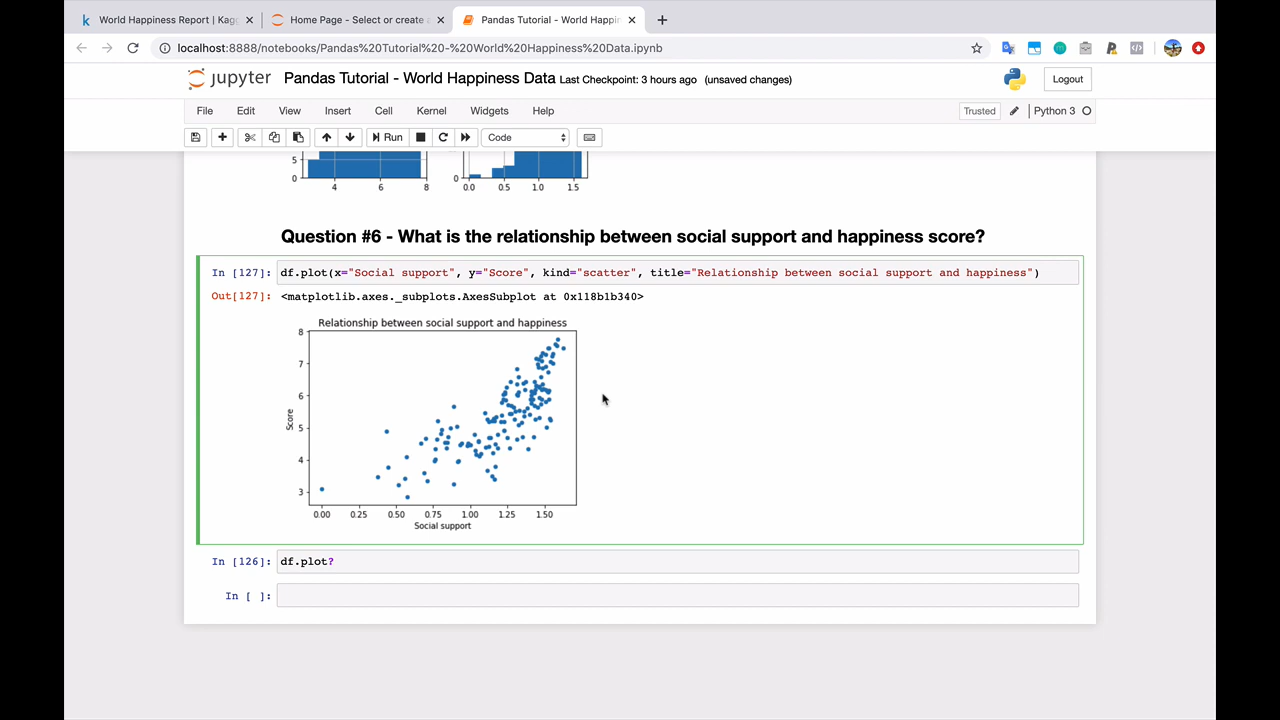 World Happiness Report | Kag
Home Page - Select or create a
Pandas Tutorial - World Happin
localhost:8888/notebooks/Pandas%20Tutorial%20-%20World%20Happiness%20Data.ipynb
jupyter Pandas Tutorial - World Happiness Data Last Checkpoint: 3 hours ago (unsaved changes)
Logout
File Edit View Insert Cell Kernel Widgets Help
Trusted
Python 3
Run
Code
5
0
4 6 8
0
0.0 0.5 1.0 1.5
Question #6 - What is the relationship between social support and happiness score?
In [127]: df.plot(x="Social support", y="Score", kind="scatter", title="Relationship between social support and happiness")
Out[127]: <matplotlib.axes._subplots.AxesSubplot at 0x118b1b340>
Relationship between social support and happiness
8
7
6
5
4
3
Score
0.00 0.25 0.50 0.75 1.00 1.25 1.50
Social support
In [126]: df.plot?
In [ ]: